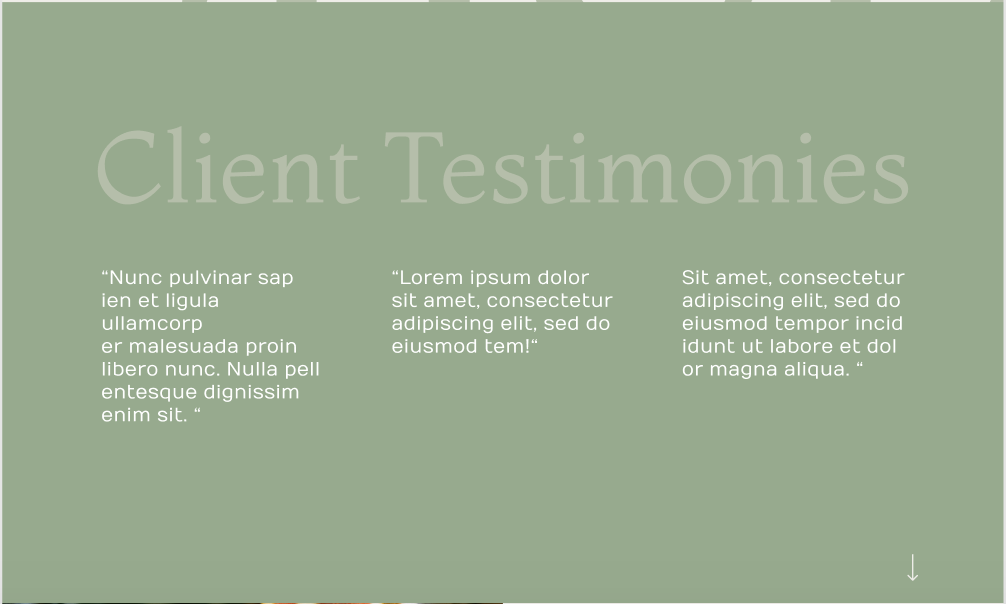 Client Testimonies
“Nunc pulvinar sap
ien et ligula
ullamcorp
er malesuada proin
libero nunc. Nulla pell
entesque dignissim
enim sit. “
“Lorem ipsum dolor
sit amet, consectetur
adipiscing elit, sed do
eiusmod tem!“
Sit amet, consectetur
adipiscing elit, sed do
eiusmod tempor incid
idunt ut labore et dol
or magna aliqua. “